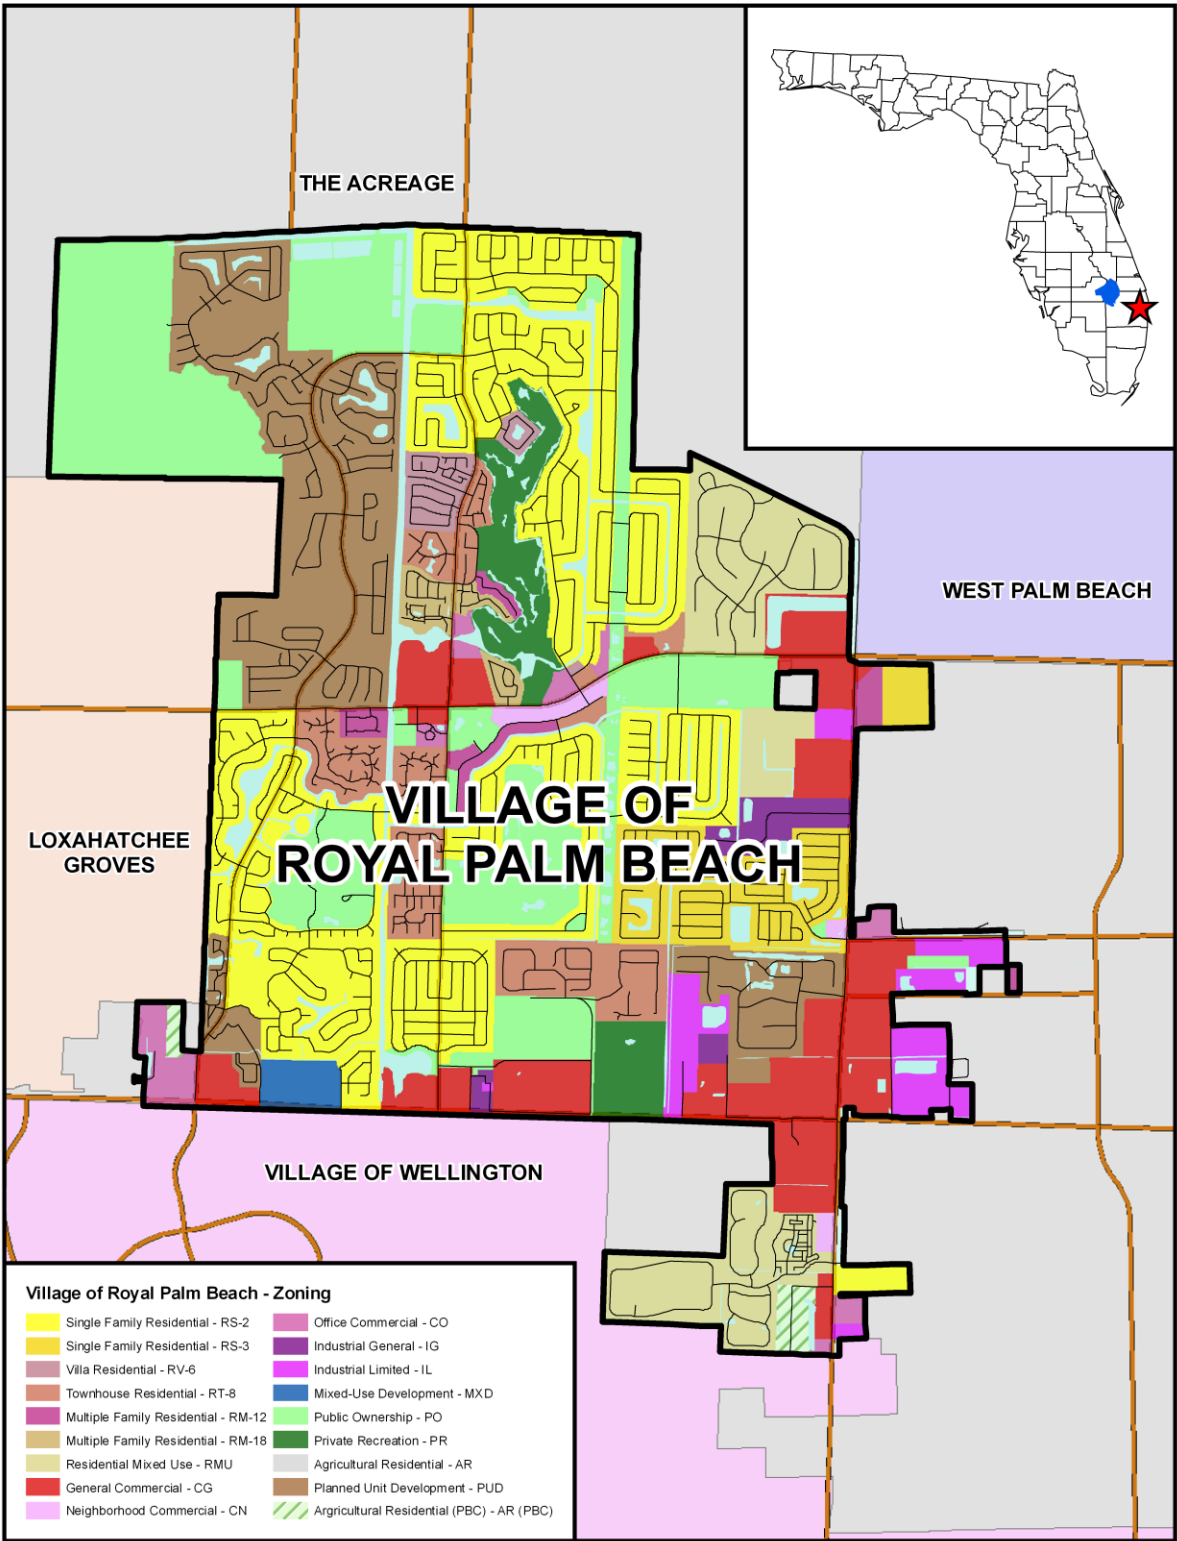 THE ACREAGE
WEST PALM BEACH
VILLAGE OF
ROYAL PALM BEACH
LOXAHATCHEE
GROVES
VILLAGE OF WELLINGTON
Village of Royal Palm Beach - Zoning
Single Family Residential - RS-2
Single Family Residential - RS-3
Villa Residential - RV-6
Townhouse Residential - RT-8
Multiple Family Residential - RM-12
Multiple Family Residential - RM-18
Residential Mixed Use - RMU
General Commercial - CG
Neighborhood Commercial - CN
Office Commercial - CO
Industrial General - IG
Industrial Limited - IL
Mixed-Use Development - MXD
Public Ownership - PO
Private Recreation - PR
Agricultural Residential - AR
Planned Unit Development - PUD
Argricultural Residential (PBC) - AR (PBC)